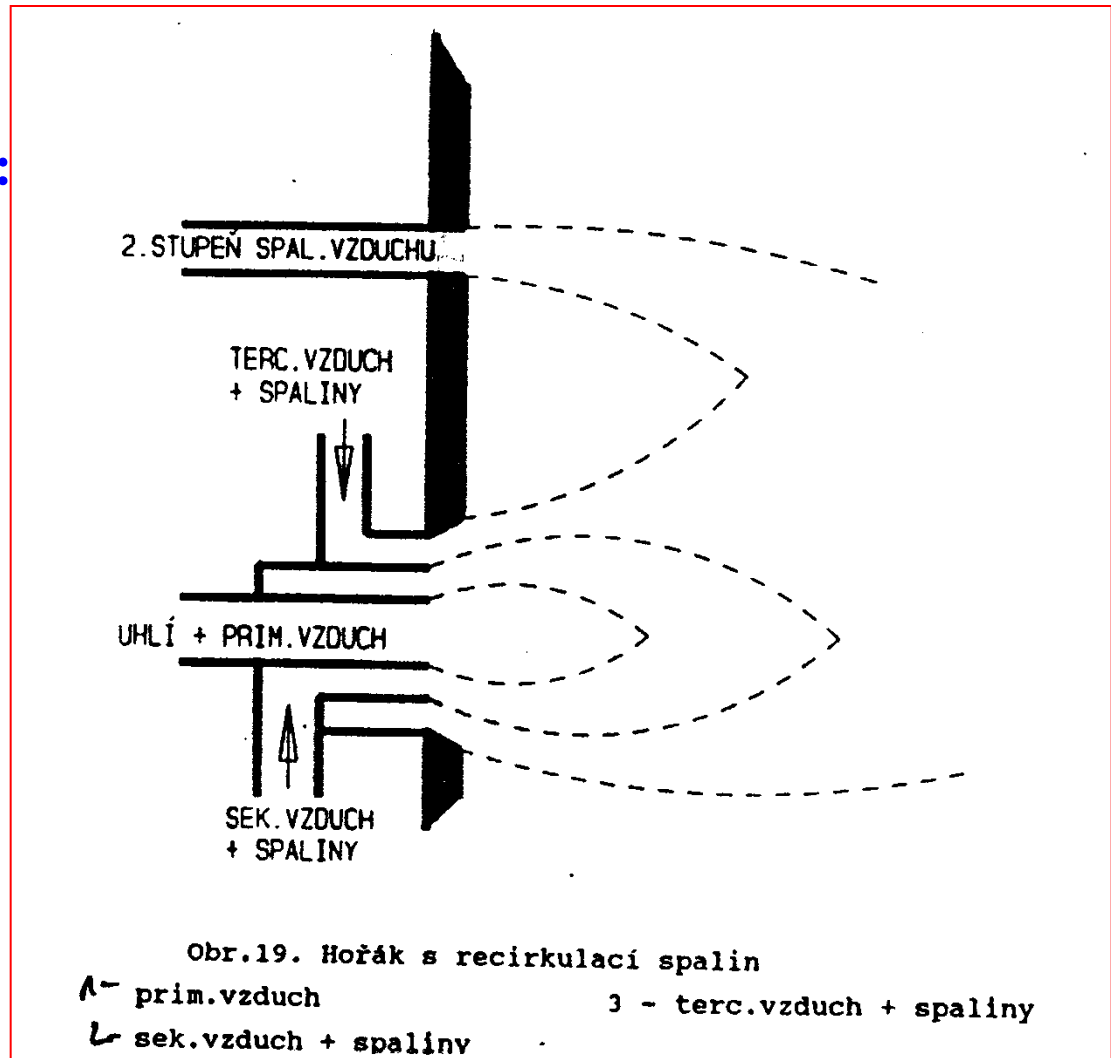 2.STUPEŇ SPAL.VZDUCHU
TERC.VZDUCH
+ SPALINY
UHLÍ + PRIM.VZDUCH
SEK.VZDUCH
+ SPALINY
Obr.19. Hořák s recirkulací spalin
1- prim.vzduch
3 - terc.vzduch + spaliny
2- sek.vzduch + spaliny